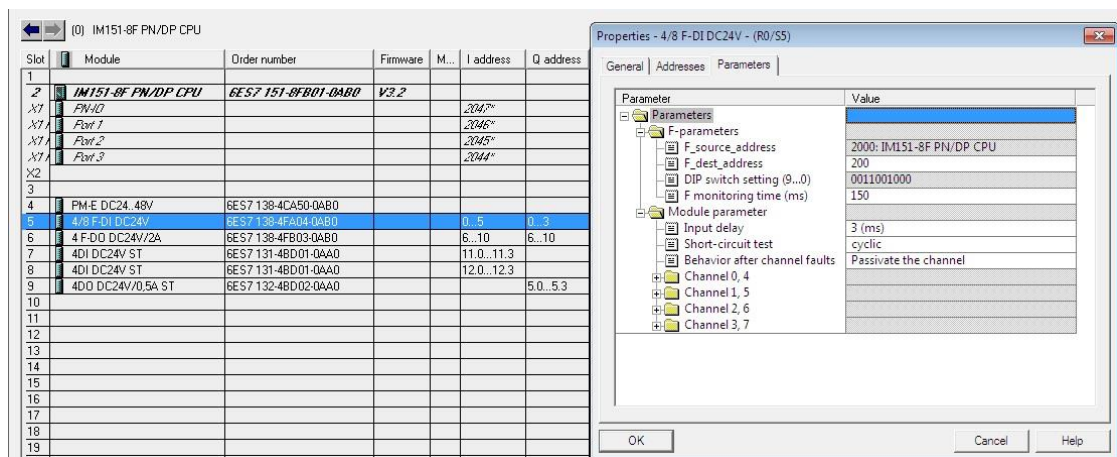 (0) IM151-8F PN/DP CPU
Slot Module Order number Firmware M... I address Q address
1
2 IM151-8F PN/DP CPU 6ES7 151-8FB01-0AB0 V3.2
X1 PN-IO 2047*
X1 Port 1 2046*
X1 Port 2 2045*
X1 Port 3 2044*
X2
3
4 PM-E DC24..48V 6ES7 138-4CA50-0AB0
5 4/8 F-DI DC24V 6ES7 138-4FA04-0AB0 0...5 0...3
6 4 F-DO DC24V/2A 6ES7 138-4FB03-0AB0 6...10 6...10
7 4DI DC24V ST 6ES7 131-4BD01-0AA0 11.0...11.3
8 4DI DC24V ST 6ES7 131-4BD01-0AA0 12.0...12.3
9 4DO DC24V/0,5A ST 6ES7 132-4BD02-0AA0 5.0...5.3
10
11
12
13
14
15
16
17
18
19
Properties - 4/8 F-DI DC24V - (R0/S5)
General Addresses Parameters
Parameter Value
Parameters
F-parameters
F_source_address 2000: IM151-8F PN/DP CPU
F_dest_address 200
DIP switch setting (9...0) 0011001000
F monitoring time (ms) 150
Module parameter
Input delay 3 (ms)
Short-circuit test cyclic
Behavior after channel faults Passivate the channel
Channel 0, 4
Channel 1, 5
Channel 2, 6
Channel 3, 7
OK Cancel Help